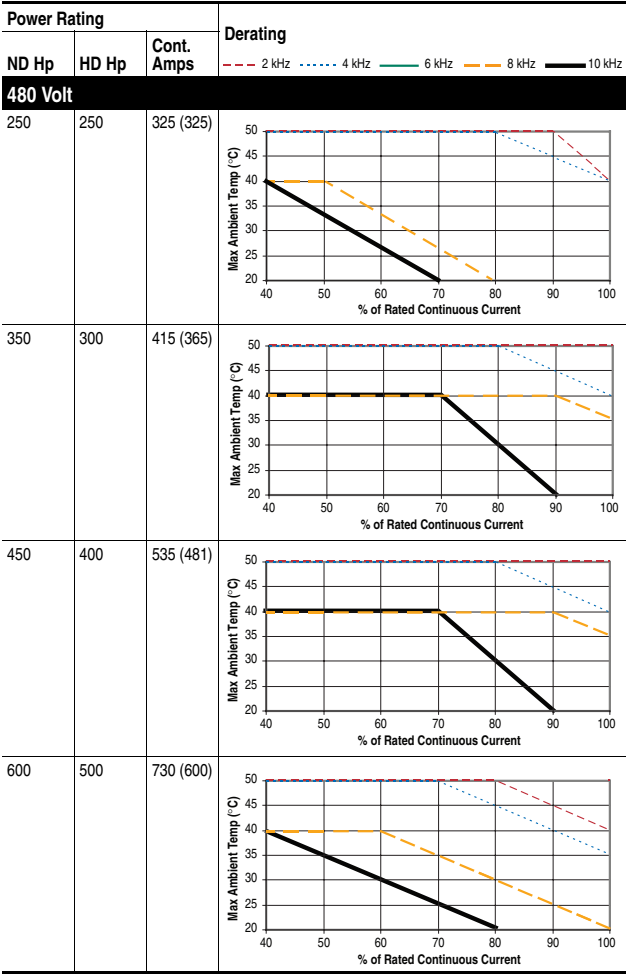 Power Rating
Derating
ND Hp HD Hp Cont. Amps
2 kHz 4 kHz 6 kHz 8 kHz 10 kHz
480 Volt
250 250 325 (325)
Max Ambient Temp (°C)
50
45
40
35
30
25
20
40 50 60 70 80 90 100
% of Rated Continuous Current
350 300 415 (365)
Max Ambient Temp (°C)
50
45
40
35
30
25
20
40 50 60 70 80 90 100
% of Rated Continuous Current
450 400 535 (481)
Max Ambient Temp (°C)
50
45
40
35
30
25
20
40 50 60 70 80 90 100
% of Rated Continuous Current
600 500 730 (600)
Max Ambient Temp (°C)
50
45
40
35
30
25
20
40 50 60 70 80 90 100
% of Rated Continuous Current